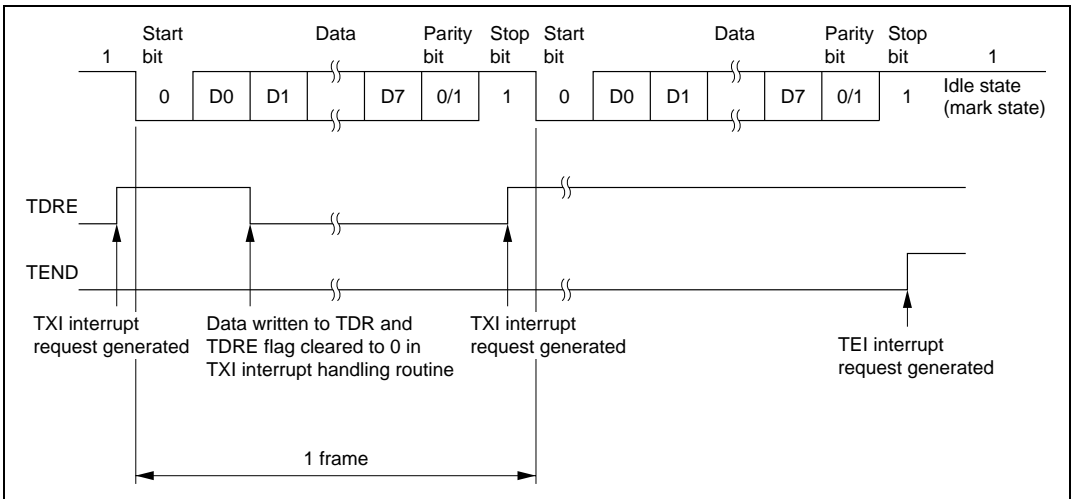 Start Data Parity Stop Start Data Parity Stop
1 bit bit bit bit bit bit 1
0 D0 D1 D7 0/1 1 0 D0 D1 D7 0/1 1 Idle state
(mark state)
TDRE
TEND
TXI interrupt
request generated
Data written to TDR and
TDRE flag cleared to 0 in
TXI interrupt handling routine
TXI interrupt
request generated
TEI interrupt
request generated
1 frame